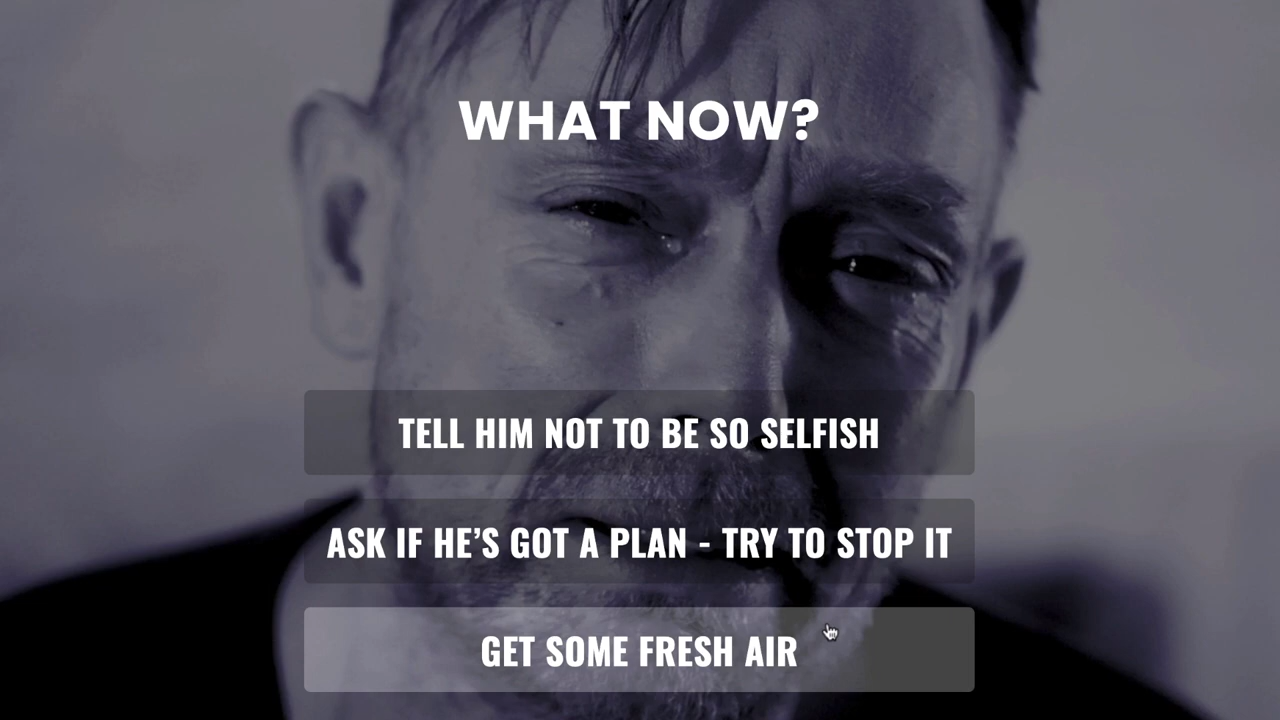 WHAT NOW?
TELL HIM NOT TO BE SO SELFISH
ASK IF HE’S GOT A PLAN - TRY TO STOP IT
GET SOME FRESH AIR